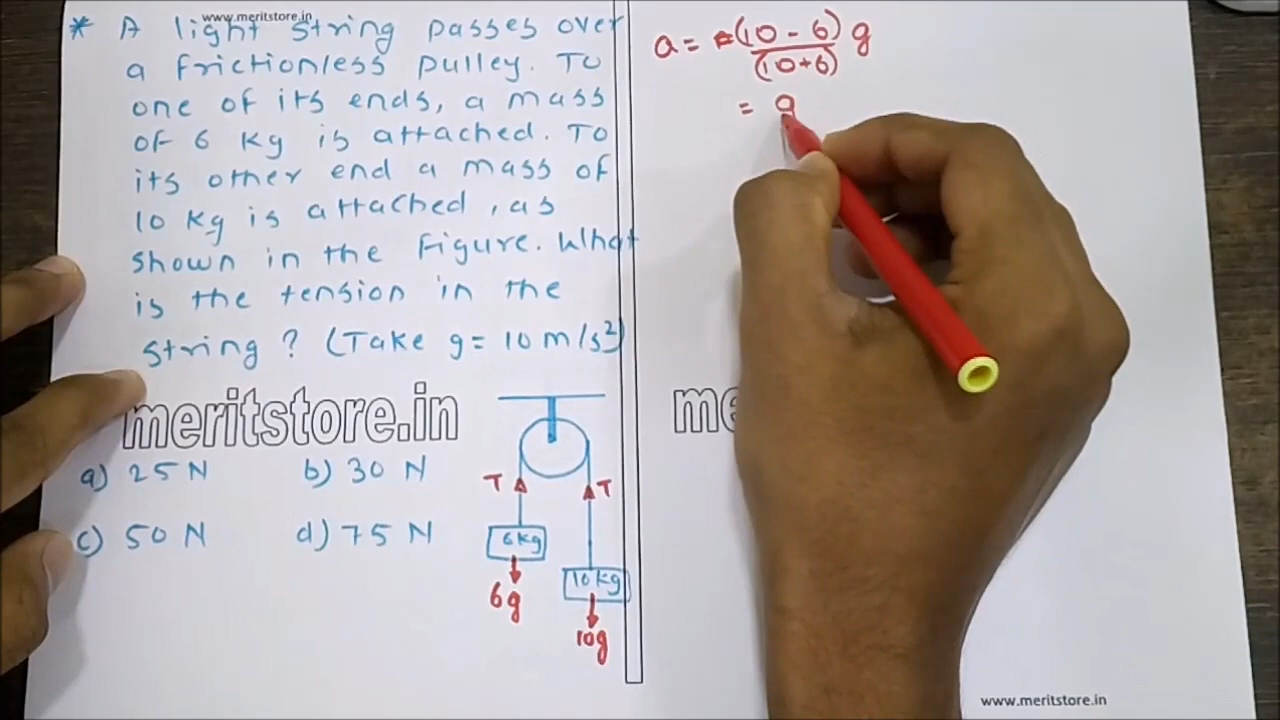 www.meritstore.in
* A light string passes over
a frictionless pulley. To
one of its ends, a mass
of 6 kg is attached. To
its other end a mass of
10 kg is attached, as
shown in the figure. What
is the tension in the
string? (Take g = 10 m/s²)
meritstore.in
a) 25 N b) 30 N
c) 50 N d) 75 N
T T
6kg
10kg
6g
10g
a = (10 - 6) g
(10+6)
= g
me
www.meritstore.in